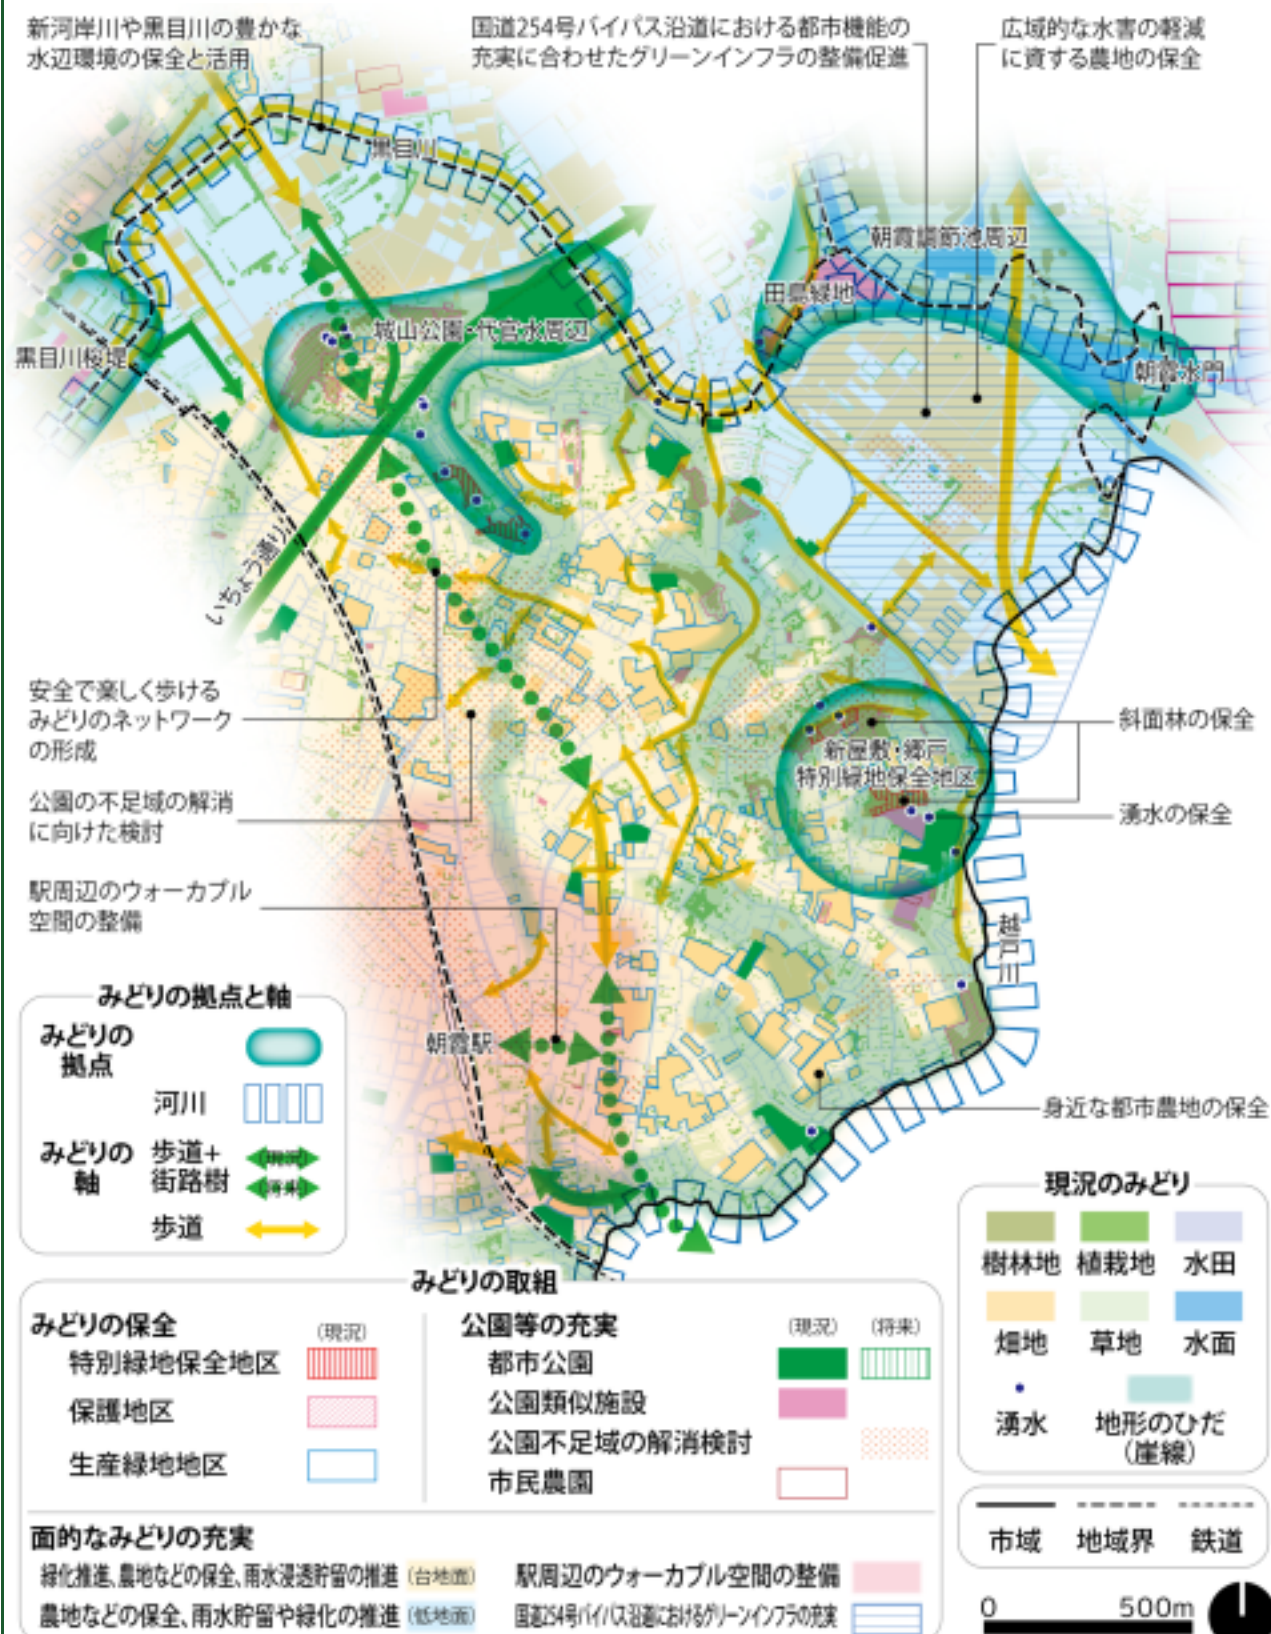 新河岸川や黒目川の豊かな
水辺環境の保全と活用
国道254号バイパス沿道における都市機能の
充実に合わせたグリーンインフラの整備促進
広域的な水害の軽減
に資する農地の保全
黒目川
朝霞調節池周辺
田島緑地
城山公園・代官水周辺
黒目川桜堤
朝霞水門
いちょう通り
安全で楽しく歩ける
みどりのネットワーク
の形成
斜面林の保全
新屋敷・郷戸
特別緑地保全地区
公園の不足域の解消
に向けた検討
湧水の保全
駅周辺のウォーカブル
空間の整備
越戸川
朝霞駅
身近な都市農地の保全
みどりの拠点と軸
みどりの
拠点
河川
みどりの
軸
歩道+
街路樹
(現況)
(将来)
歩道
現況のみどり
樹林地 植栽地 水田
畑地 草地 水面
湧水 地形のひだ
(崖線)
市域 地域界 鉄道
0 500m
みどりの取組
みどりの保全
(現況)
特別緑地保全地区
保護地区
生産緑地地区
公園等の充実
(現況) (将来)
都市公園
公園類似施設
公園不足域の解消検討
市民農園
面的なみどりの充実
緑化推進、農地などの保全、雨水浸透貯留の推進 (台地面)
農地などの保全、雨水貯留や緑化の推進 (低地面)
駅周辺のウォーカブル空間の整備
国道254号バイパス沿道におけるグリーンインフラの充実